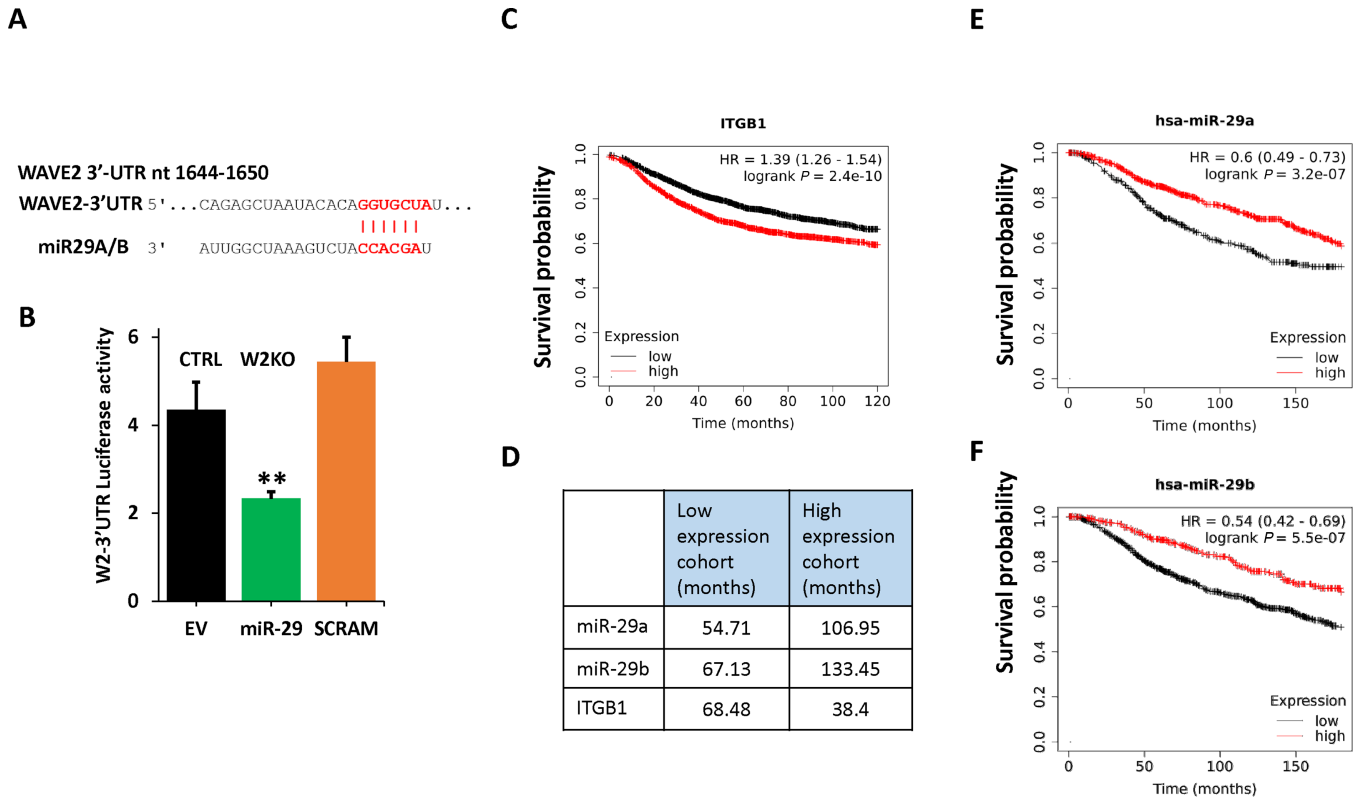 A
WAVE2 3’-UTR nt 1644-1650
WAVE2-3’UTR 5'...CAGAGCUAAUACACAGGUGCUAU...
miR29A/B 3' AUUGGCUAAAGUCUACCACGAU
B
W2-3’UTR Luciferase activity
6
4
2
0
CTRL W2KO
**
EV miR-29 SCRAM
C
ITGB1
HR = 1.39 (1.26 - 1.54)
logrank P = 2.4e-10
Survival probability
1.0
0.8
0.6
0.4
0.2
0.0
Expression
low
high
0 20 40 60 80 100 120
Time (months)
D
Low expression cohort (months)
High expression cohort (months)
miR-29a 54.71 106.95
miR-29b 67.13 133.45
ITGB1 68.48 38.4
E
hsa-miR-29a
HR = 0.6 (0.49 - 0.73)
logrank P = 3.2e-07
Survival probability
1.0
0.8
0.6
0.4
0.2
0.0
Expression
low
high
0 50 100 150
Time (months)
F
hsa-miR-29b
HR = 0.54 (0.42 - 0.69)
logrank P = 5.5e-07
Survival probability
1.0
0.8
0.6
0.4
0.2
0.0
Expression
low
high
0 50 100 150
Time (months)